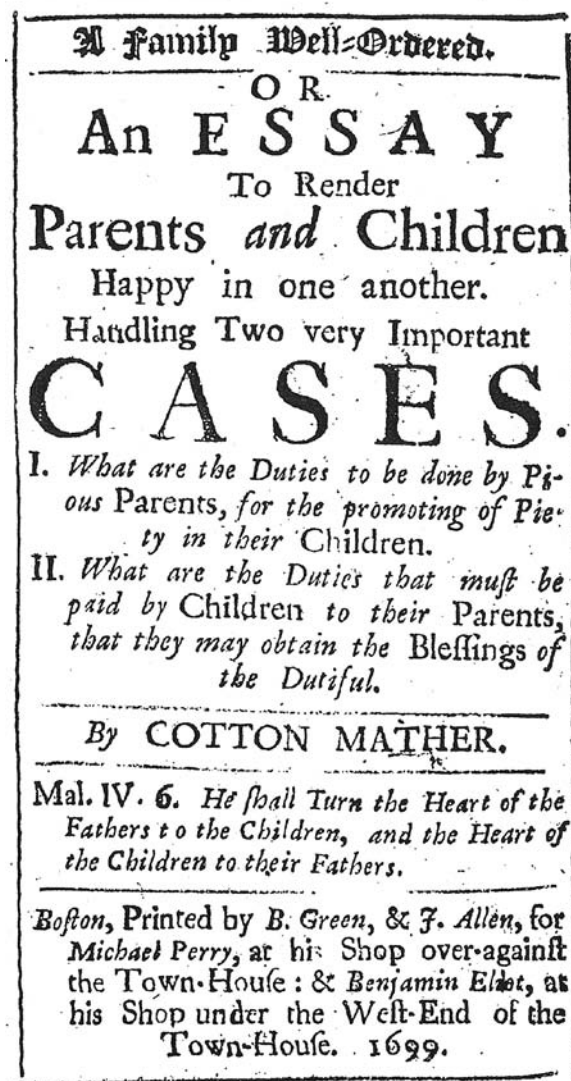 A Family Well-Ordered.
OR
An ESSAY
To Render
Parents and Children
Happy in one another.
Handling Two very Important
CASES.
I. What are the Duties to be done by Pi-
ous Parents, for the promoting of Pie-
ty in their Children.
II. What are the Duties that muſt be
paid by Children to their Parents,
that they may obtain the Bleſſings of
the Dutiful.
By COTTON MATHER.
Mal. IV. 6. He ſhall Turn the Heart of the
Fathers to the Children, and the Heart of
the Children to their Fathers.
Boſton, Printed by B. Green, & J. Allen, for
Michael Perry, at his Shop over-againſt
the Town-Houſe: & Benjamin Eliot, at
his Shop under the Weſt-End of the
Town-Houſe. 1699.